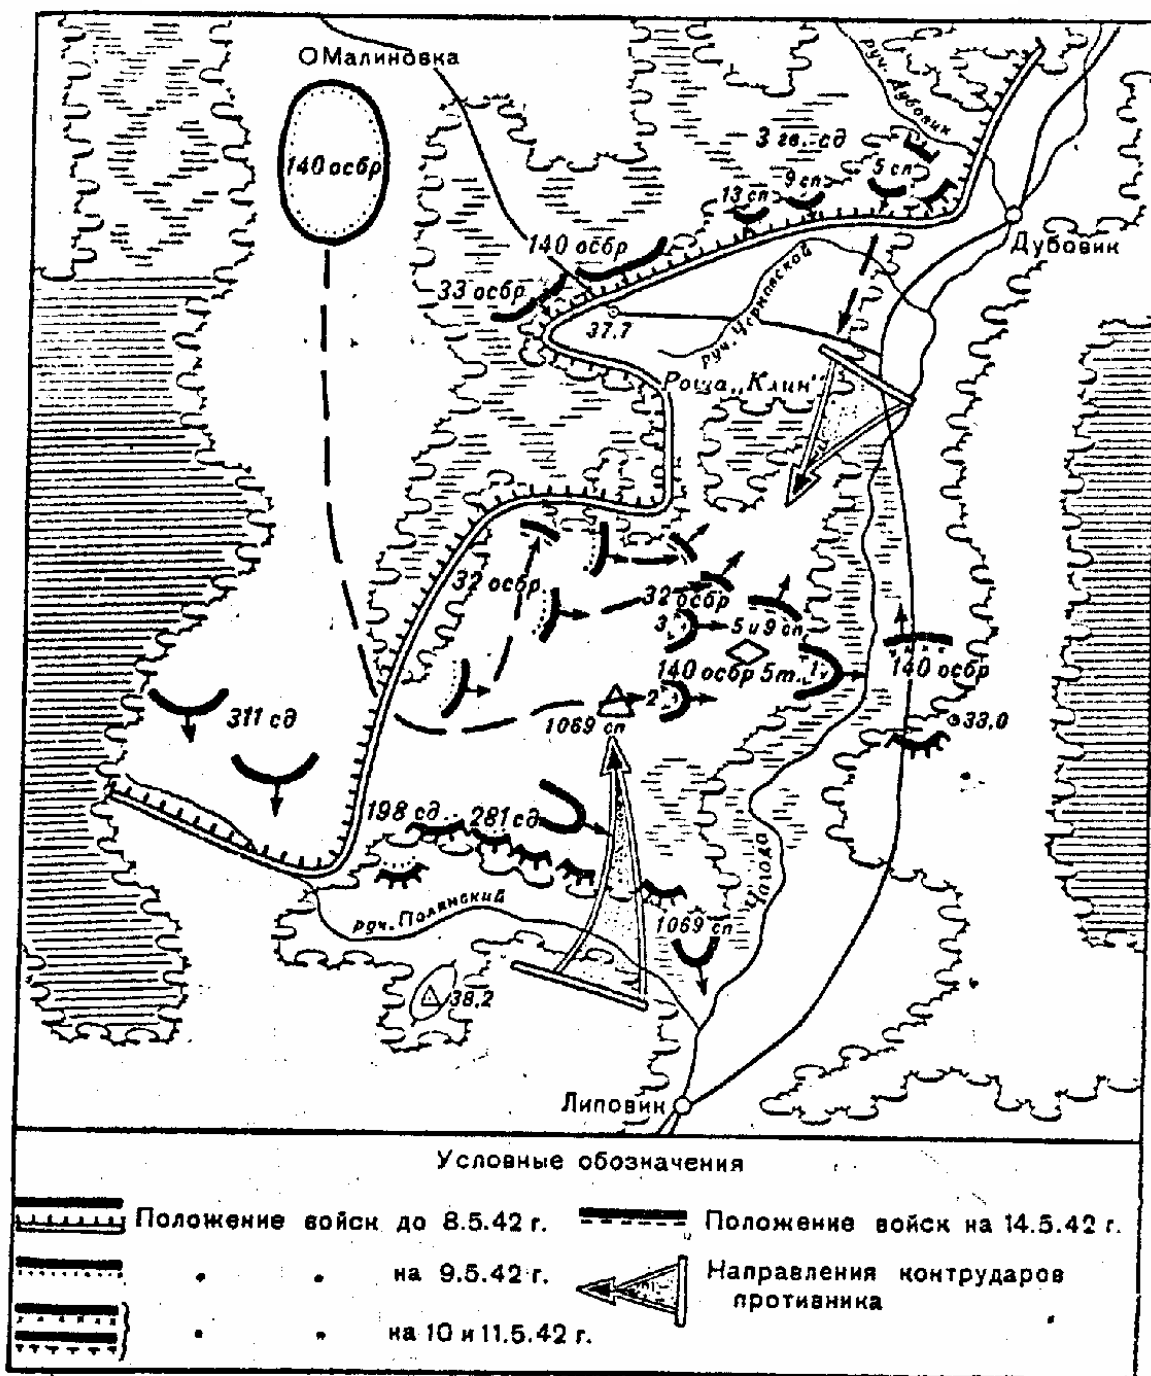 Малиновка
140 осбр
руч. Дубовик
3 гв. сд
5 сп
9 сп
13 сп
Дубовик
140 осбр
33 осбр
37,7
руч. Чернавской
Роща „Клин"
32 осбр
32 осбр
3
5 и 9 сп
140 осбр 5т.
1
140 осбр
2
33,0
311 сд
1069 сп
198 сд
281 сд
руч. Полянский
1069 сп
38,2
Липовик
Условные обозначения
Положение войск до 8.5.42 г.
Положение войск на 14.5.42 г.
" " на 9.5.42 г.
Направления контрударов
противника
" " на 10 и 11.5.42 г.